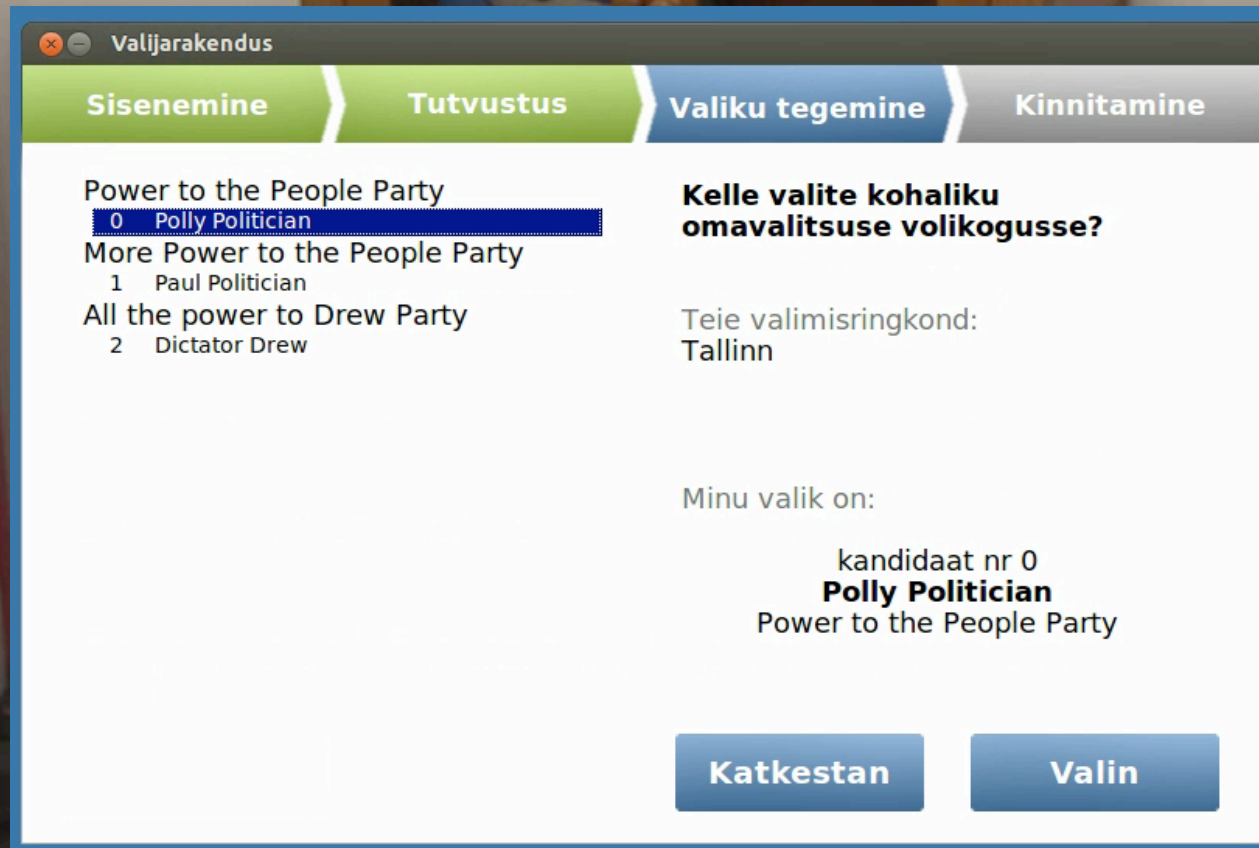 Valijarakendus
Sisenemine
Tutvustus
Valiku tegemine
Kinnitamine
Power to the People Party
0 Polly Politician
More Power to the People Party
1 Paul Politician
All the power to Drew Party
2 Dictator Drew
Kelle valite kohaliku
omavalitsuse volikogusse?
Teie valimisringkond:
Tallinn
Minu valik on:
kandidaat nr 0
Polly Politician
Power to the People Party
Katkestan
Valin